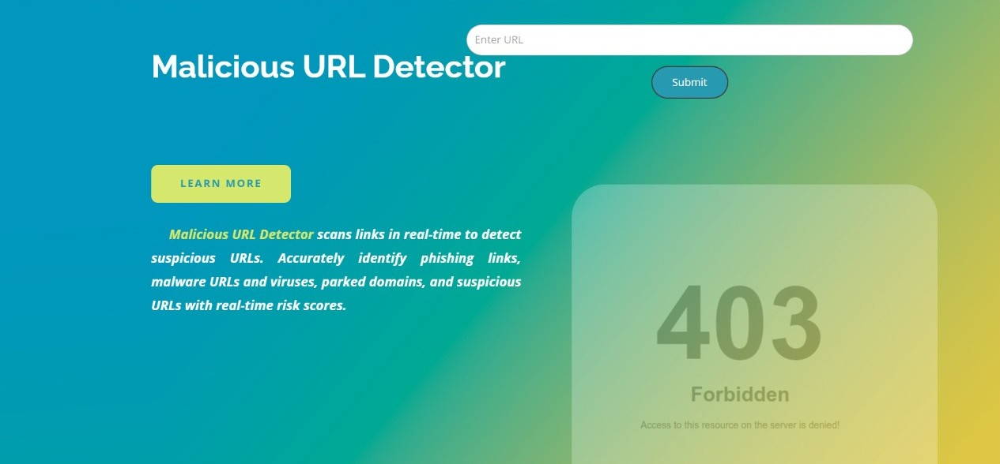 Enter URL
Malicious URL Detector
Submit
LEARN MORE
Malicious URL Detector scans links in real-time to detect
suspicious URLs. Accurately identify phishing links,
malware URLs and viruses, parked domains, and suspicious
URLs with real-time risk scores.
403
Forbidden
Access to this resource on the server is denied!